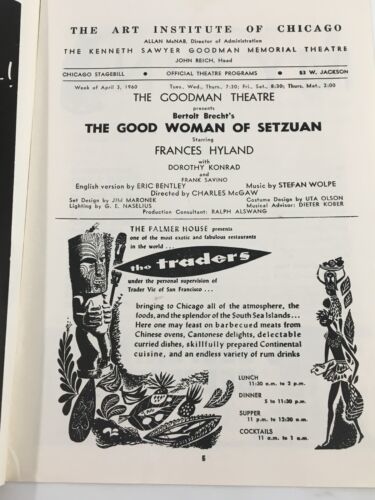 THE ART INSTITUTE OF CHICAGO
ALLAN McNAB, Director of Administration
THE KENNETH SAWYER GOODMAN MEMORIAL THEATRE
JOHN REICH, Head
CHICAGO STAGEBILL • OFFICIAL THEATRE PROGRAMS • 53 W. JACKSON
Week of April 3, 1960 Tues., Wed., Thurs., 7:30; Fri., Sat., 8:30; Thurs. Mat., 2:00
THE GOODMAN THEATRE
presents
Bertolt Brecht's
THE GOOD WOMAN OF SETZUAN
Starring
FRANCES HYLAND
with
DOROTHY KONRAD
and
FRANK SAVINO
English version by ERIC BENTLEY Music by STEFAN WOLPE
Directed by CHARLES McGAW
Set Design by JIM MARONEK Costume Design by UTA OLSON
Lighting by G. E. NASELIUS Musical Advisor: DIETER KOBER
Production Consultant: RALPH ALSWANG
THE PALMER HOUSE presents
one of the most exotic and fabulous restaurants
in the world . . .
the traders
under the personal supervision of
Trader Vic of San Francisco . . .
bringing to Chicago all of the atmosphere, the
foods, and the splendor of the South Sea Islands . . .
Here one may feast on barbecued meats from
Chinese ovens, Cantonese delights, delectable
curried dishes, skillfully prepared Continental
cuisine, and an endless variety of rum drinks
LUNCH
11:30 a.m. to 2 p.m.
DINNER
5 to 11:30 p.m.
SUPPER
11 p.m. to 12:30 a.m.
COCKTAILS
11 a.m. to 1 a.m.
5